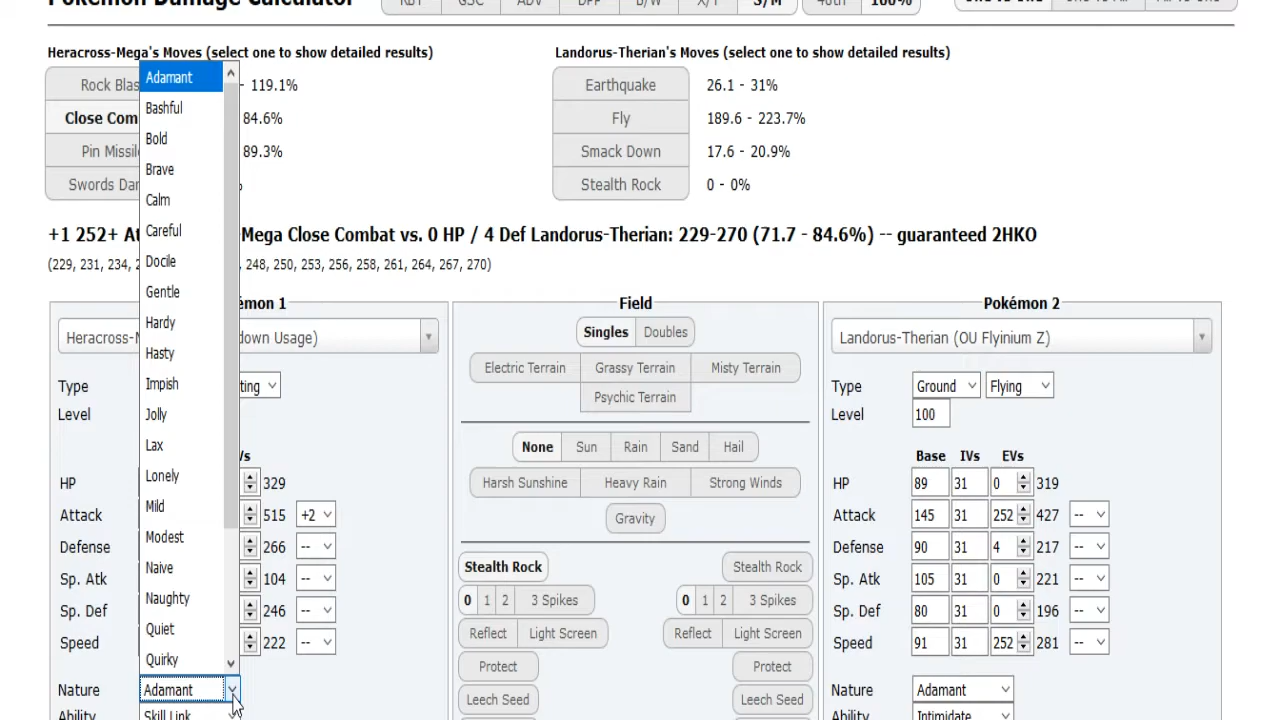 Pokémon Damage Calculator
RBY GSC ADV DPP B/W X/Y S/M 40th 100%
Heracross-Mega's Moves (select one to show detailed results)
Landorus-Therian's Moves (select one to show detailed results)
Adamant
Rock Blas - 119.1%
Earthquake 26.1 - 31%
Bashful
Close Com 84.6%
Fly 189.6 - 223.7%
Bold
Pin Missil 89.3%
Smack Down 17.6 - 20.9%
Brave
Swords Dan
Stealth Rock 0 - 0%
Calm
Careful
+1 252+ At Mega Close Combat vs. 0 HP / 4 Def Landorus-Therian: 229-270 (71.7 - 84.6%) -- guaranteed 2HKO
Docile
(229, 231, 234, 2 248, 250, 253, 256, 258, 261, 264, 267, 270)
Gentle
émon 1
Field
Pokémon 2
Hardy
Heracross-M down Usage)
Singles Doubles
Landorus-Therian (OU Flyinium Z)
Hasty
Electric Terrain Grassy Terrain Misty Terrain
Impish
Type ting
Psychic Terrain
Type Ground Flying
Jolly
Level
Level 100
Lax
None Sun Rain Sand Hail
Vs
Base IVs EVs
Lonely
HP 329
Harsh Sunshine Heavy Rain Strong Winds
HP 89 31 0 319
Mild
Attack 515 +2
Gravity
Attack 145 31 252 427 --
Modest
Defense 266 --
Defense 90 31 4 217 --
Naive
Stealth Rock Stealth Rock
Sp. Atk 104 --
Sp. Atk 105 31 0 221 --
Naughty
0 1 2 3 Spikes 0 1 2 3 Spikes
Sp. Def 246 --
Sp. Def 80 31 0 196 --
Quiet
Reflect Light Screen Reflect Light Screen
Speed 222 --
Speed 91 31 252 281 --
Quirky
Protect Protect
Nature Adamant
Leech Seed Leech Seed
Nature Adamant
Ability Skill Link
Ability Intimidate